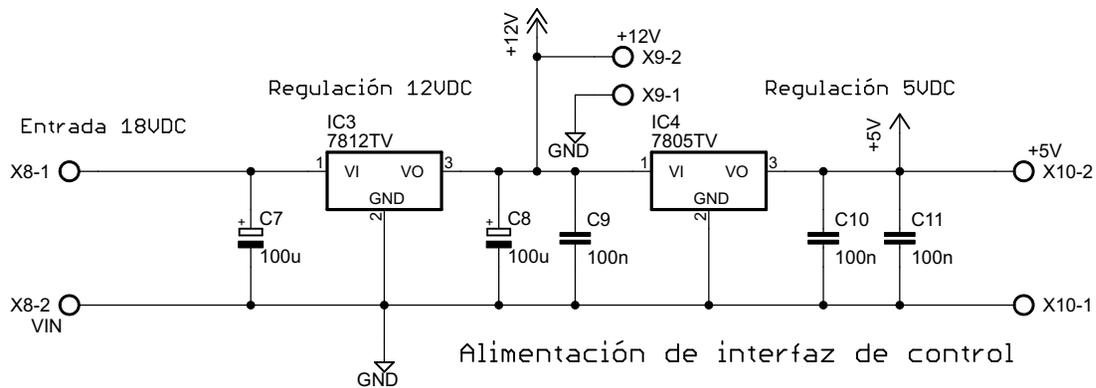 +12V
+12V
X9-2
Regulación 12VDC
X9-1
Regulación 5VDC
Entrada 18VDC
IC3
7812TV
GND
IC4
7805TV
+5V
+5V
X8-1
1
VI
VO
3
1
VI
VO
3
X10-2
GND
GND
2
2
+
C7
100u
+
C8
100u
C9
100n
C10
100n
C11
100n
X8-2
VIN
X10-1
Alimentación de interfaz de control
GND